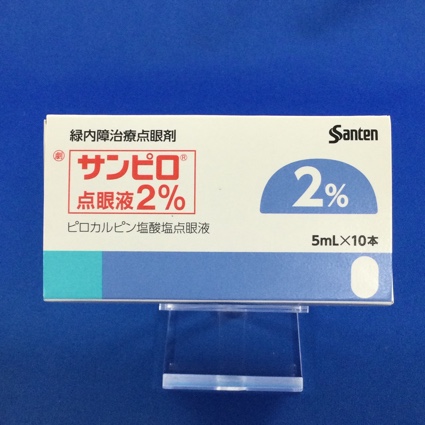 緑内障治療点眼剤
Santen
劇
サンピロ®
点眼液2%
ピロカルピン塩酸塩点眼液
2%
5mL×10本